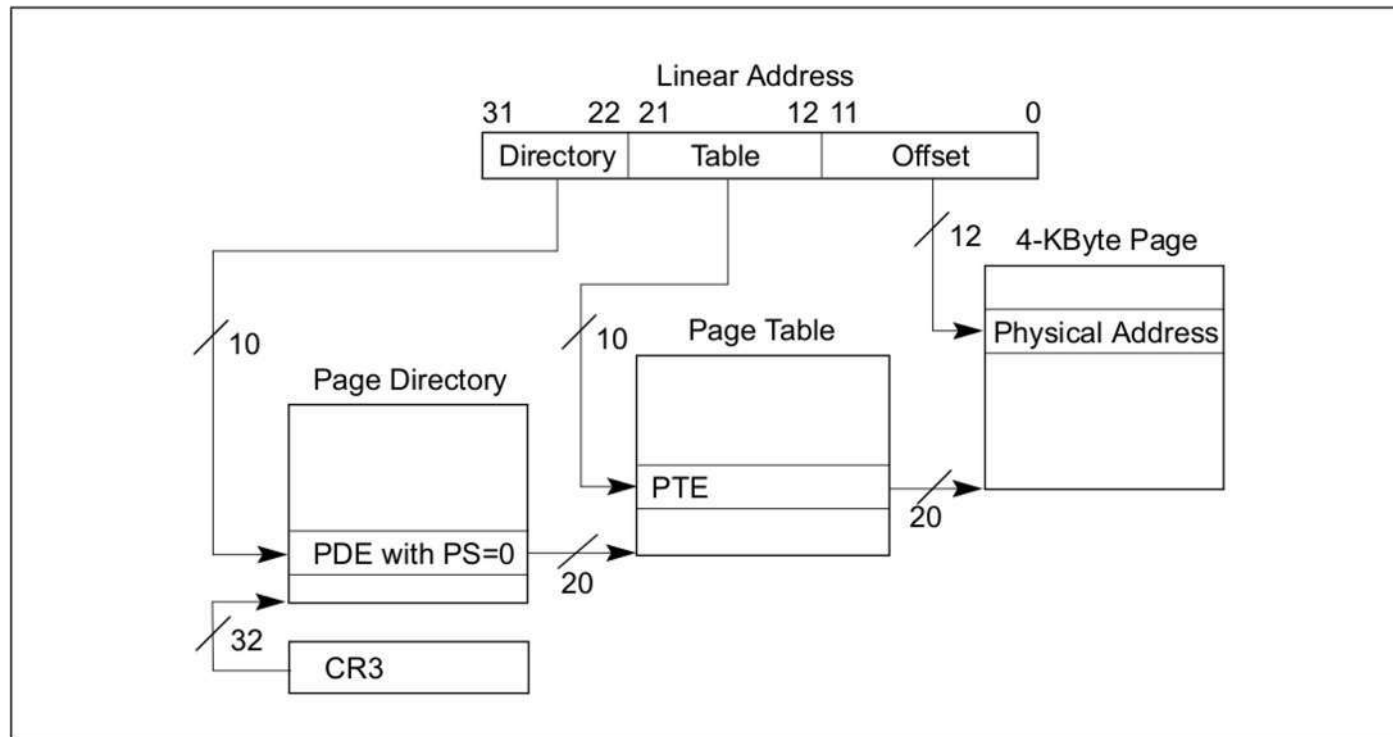 Linear Address
31 22 21 12 11 0
Directory Table Offset
12
4-KByte Page
Physical Address
10
10
Page Table
Page Directory
PTE
20
PDE with PS=0
20
32
CR3